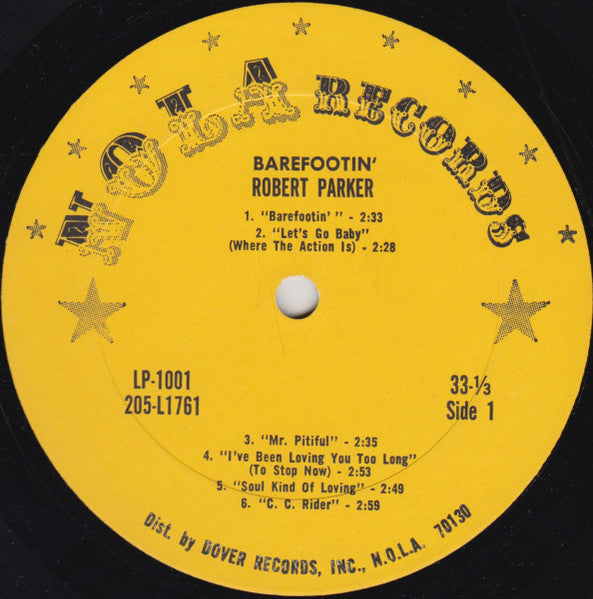 NOLA RECORDS
BAREFOOTIN'
ROBERT PARKER
1. "Barefootin' " - 2:33
2. "Let's Go Baby"
(Where The Action Is) - 2:28
LP-1001
205-L1761
33-⅓
Side 1
3. "Mr. Pitiful" - 2:35
4. "I've Been Loving You Too Long"
(To Stop Now) - 2:53
5. "Soul Kind Of Loving" - 2:49
6. "C. C. Rider" - 2:59
Dist. by DOVER RECORDS, INC., N.O.L.A. 70130